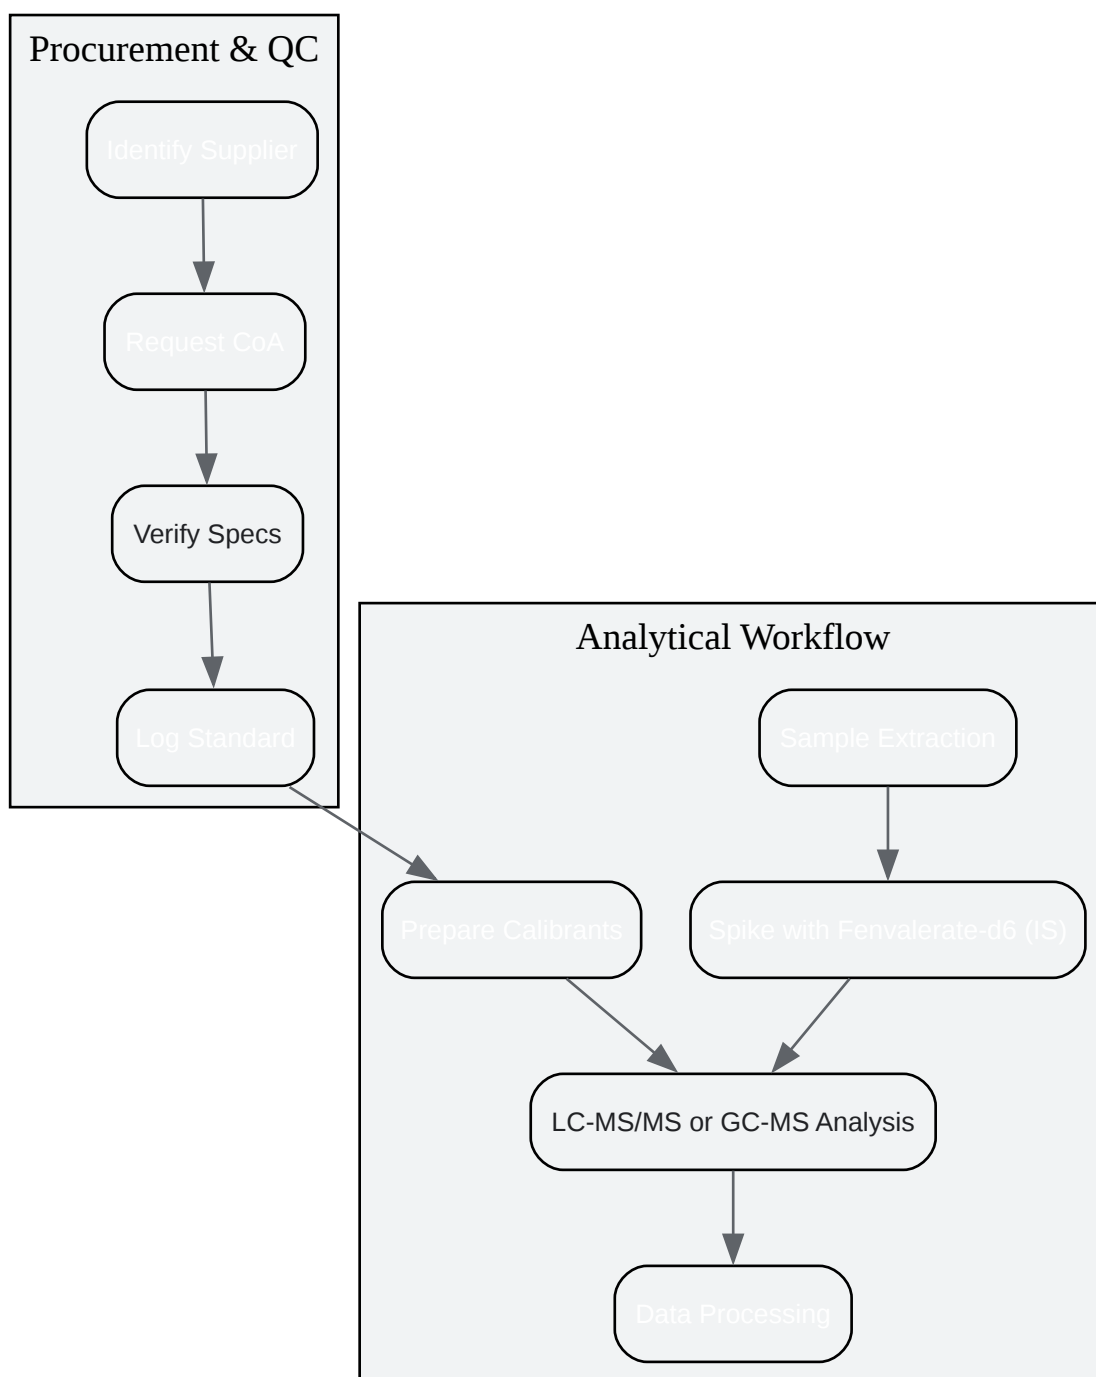 Procurement & QC
Identify Supplier
Request CoA
Verify Specs
Log Standard
Analytical Workflow
Sample Extraction
Prepare Calibrants
Spike with Fenvalerate-d6 (IS)
LC-MS/MS or GC-MS Analysis
Data Processing